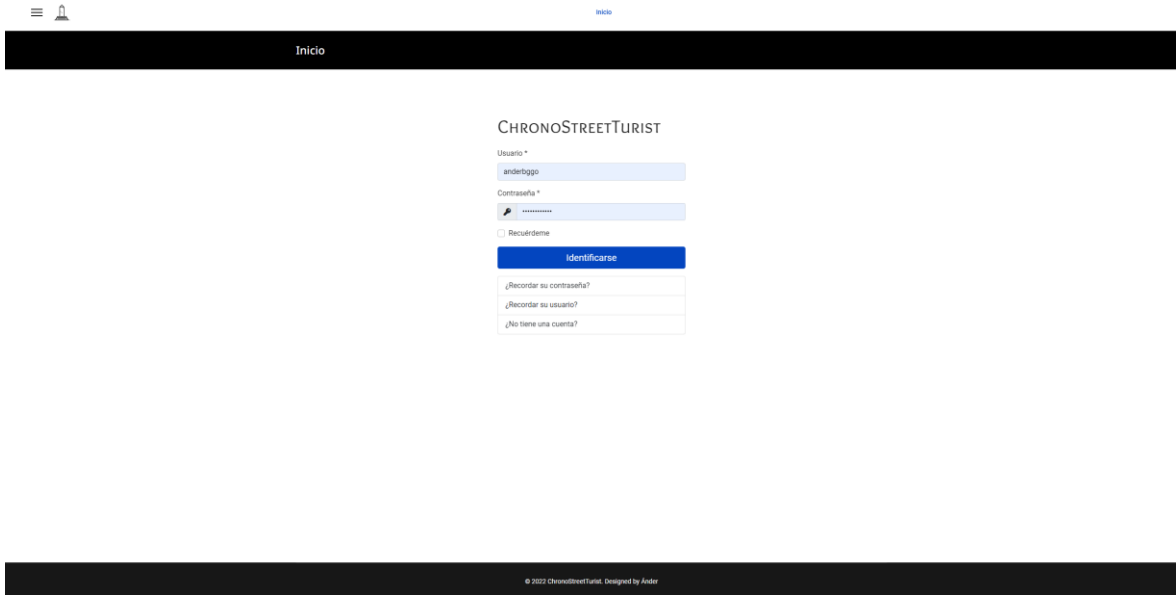 Inicio
Inicio
ChronoStreetTurist
Usuario *
anderbggo
Contraseña *
••••••••••••
Recuérdeme
Identificarse
¿Recordar su contraseña?
¿Recordar su usuario?
¿No tiene una cuenta?
© 2022 ChronoStreetTurist. Designed by Ánder